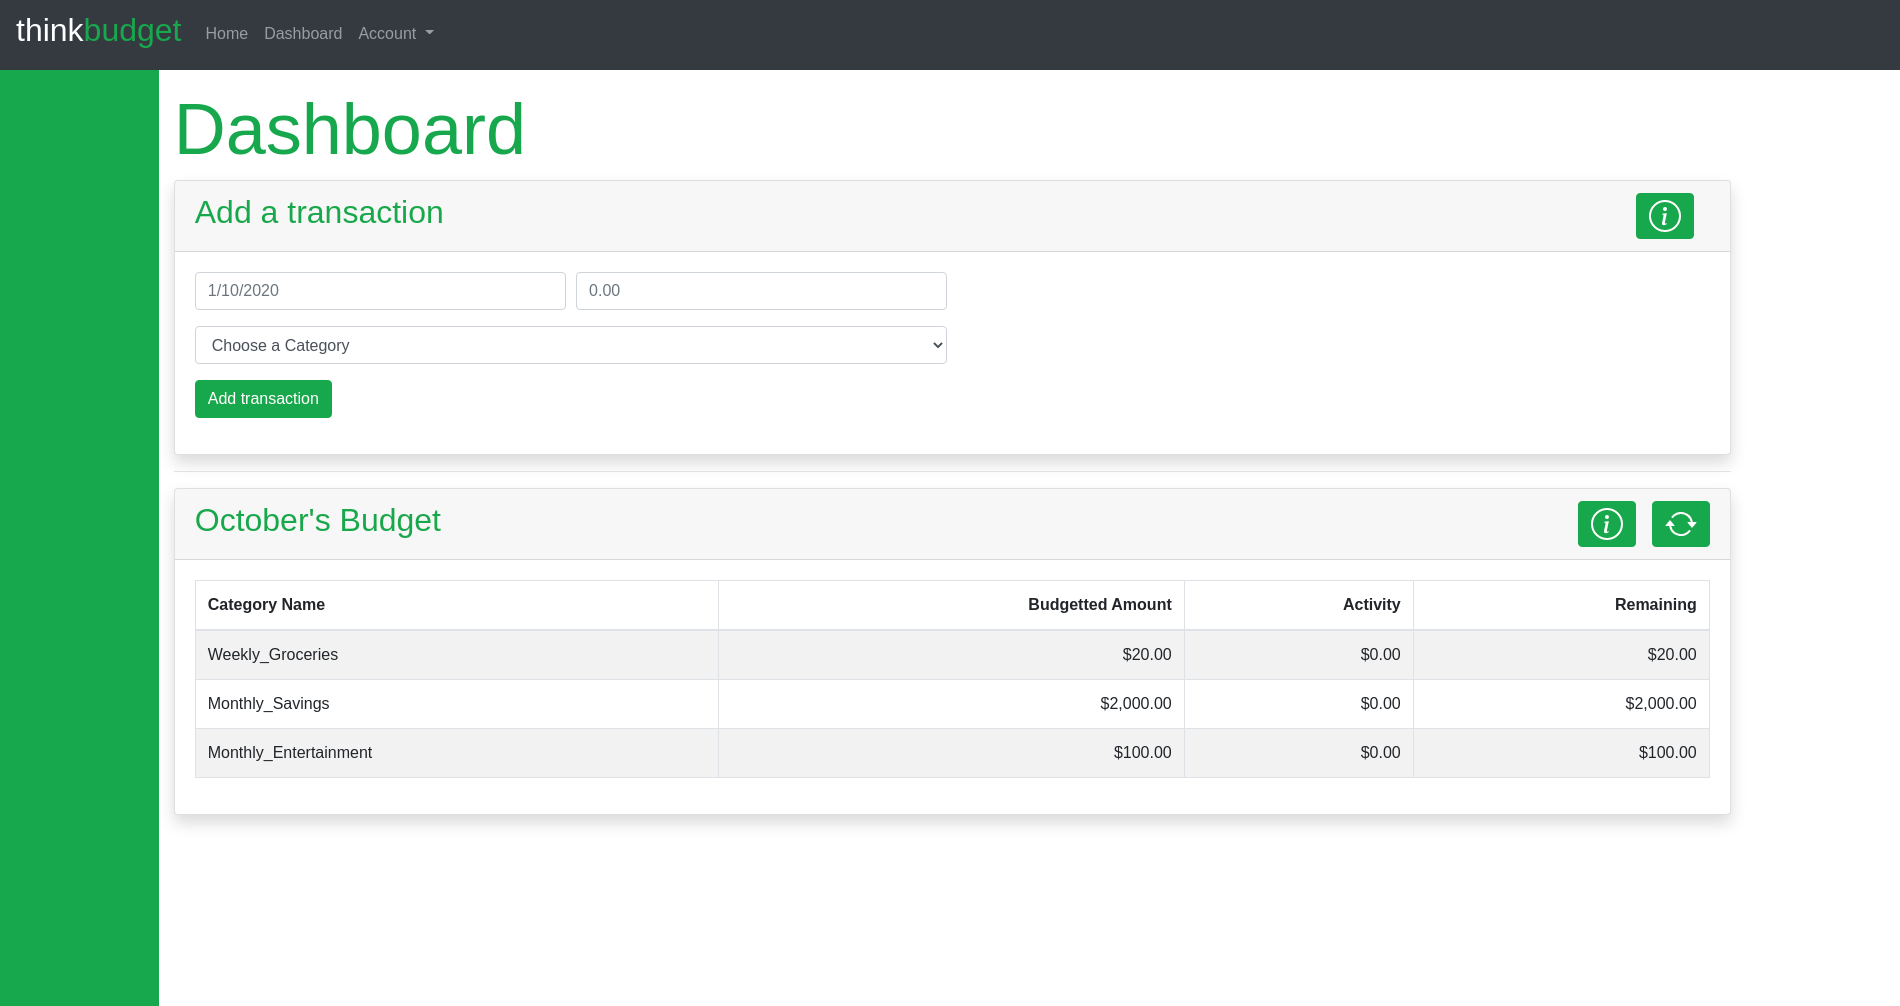 thinkbudget Home Dashboard Account
Dashboard
Add a transaction
1/10/2020 0.00
Choose a Category
Add transaction
October's Budget
Category Name Budgetted Amount Activity Remaining
Weekly_Groceries $20.00 $0.00 $20.00
Monthly_Savings $2,000.00 $0.00 $2,000.00
Monthly_Entertainment $100.00 $0.00 $100.00